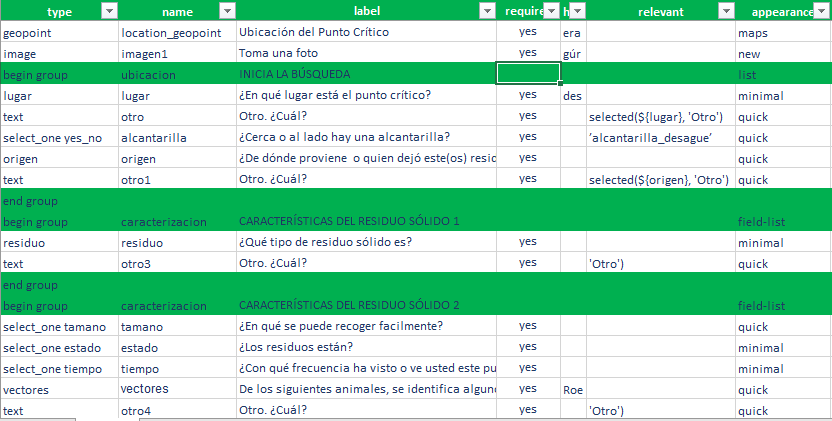 type name label require h relevant appearance
geopoint location_geopoint Ubicación del Punto Crítico yes era maps
image imagen1 Toma una foto yes gúr new
begin group ubicacion INICIA LA BÚSQUEDA list
lugar lugar ¿En qué lugar está el punto crítico? yes des minimal
text otro Otro. ¿Cuál? yes selected(${lugar}, 'Otro') quick
select_one yes_no alcantarilla ¿Cerca o al lado hay una alcantarilla? yes ‘alcantarilla_desague’ quick
origen origen ¿De dónde proviene o quien dejó este(os) resid yes quick
text otro1 Otro. ¿Cuál? yes selected(${origen}, 'Otro') quick
end group
begin group caracterizacion CARACTERÍSTICAS DEL RESIDUO SÓLIDO 1 field-list
residuo residuo ¿Qué tipo de residuo sólido es? yes minimal
text otro3 Otro. ¿Cuál? yes 'Otro') quick
end group
begin group caracterizacion CARACTERÍSTICAS DEL RESIDUO SÓLIDO 2 field-list
select_one tamano tamano ¿En qué se puede recoger facilmente? yes quick
select_one estado estado ¿Los residuos están? yes minimal
select_one tiempo tiempo ¿Con qué frecuencia ha visto o ve usted este pu yes minimal
vectores vectores De los siguientes animales, se identifica alguno yes Roe quick
text otro4 Otro. ¿Cuál? yes 'Otro') quick